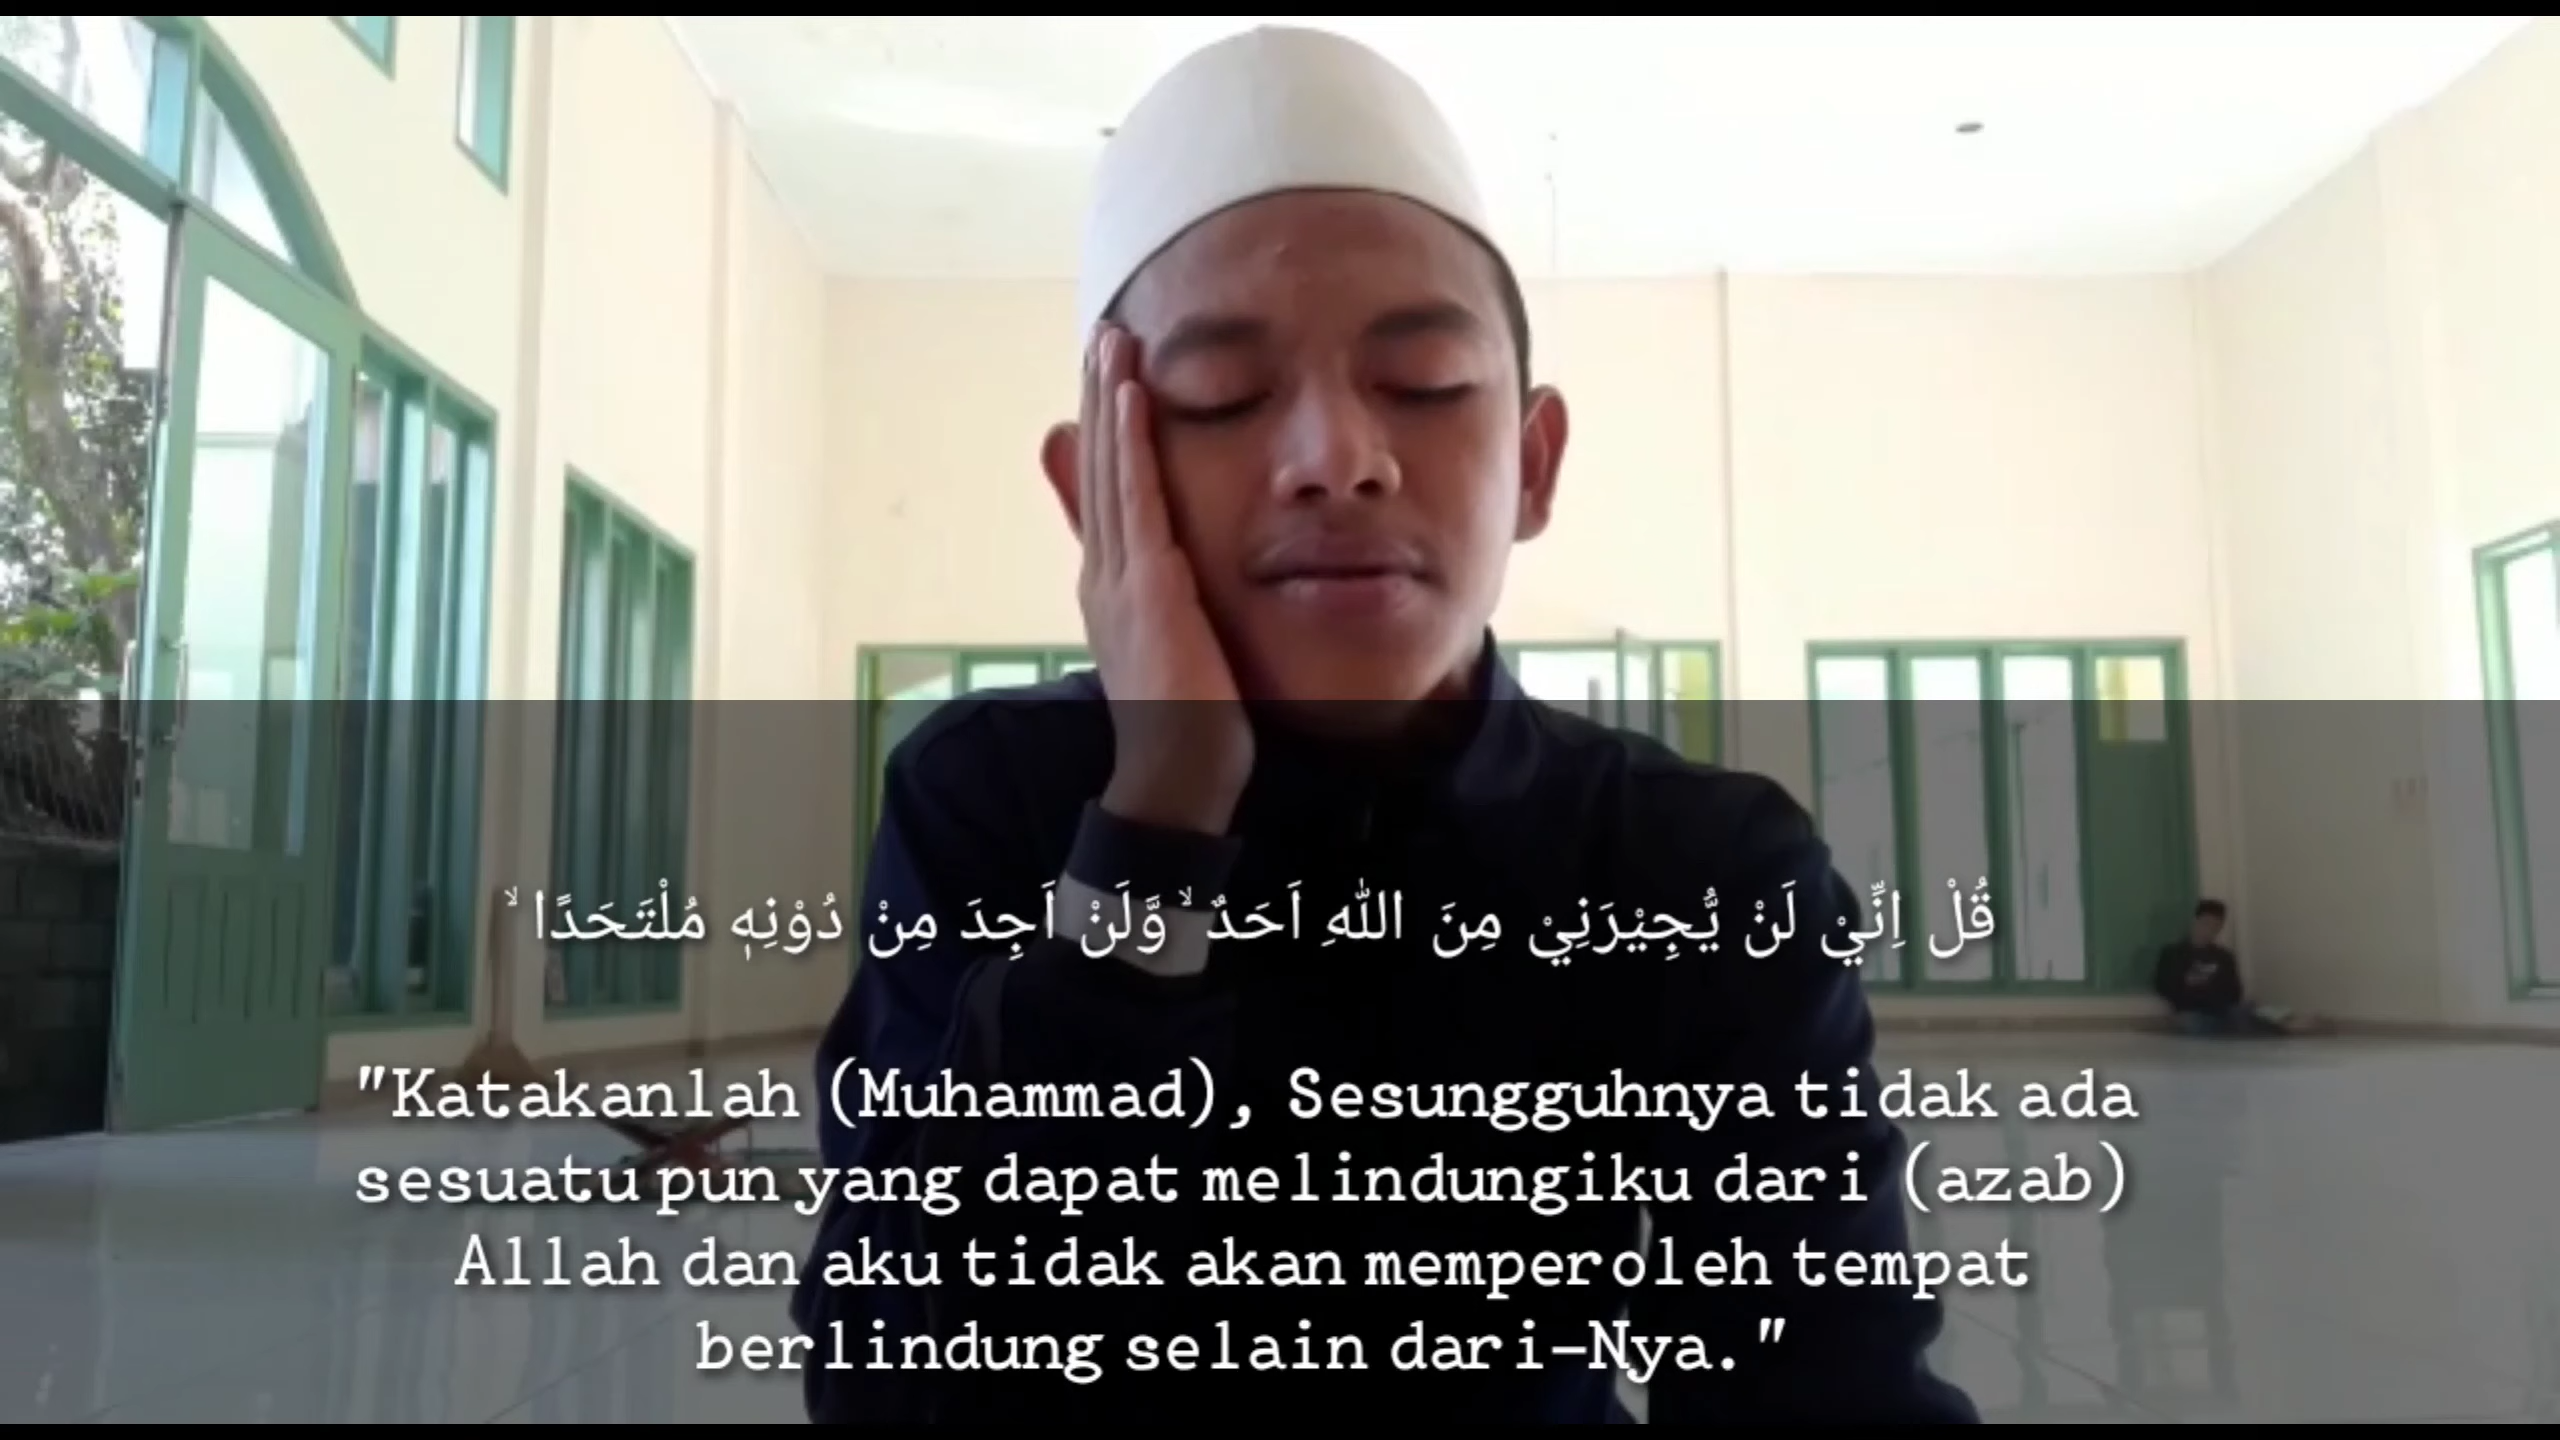 قُلْ اِنِّيْ لَنْ يُّجِيْرَنِيْ مِنَ اللّٰهِ اَحَدٌ ۙ وَّلَنْ اَجِدَ مِنْ دُوْنِهٖ مُلْتَحَدًا ۙ
"Katakanlah (Muhammad), Sesungguhnya tidak ada
sesuatu pun yang dapat melindungiku dari (azab)
Allah dan aku tidak akan memperoleh tempat
berlindung selain dari-Nya."